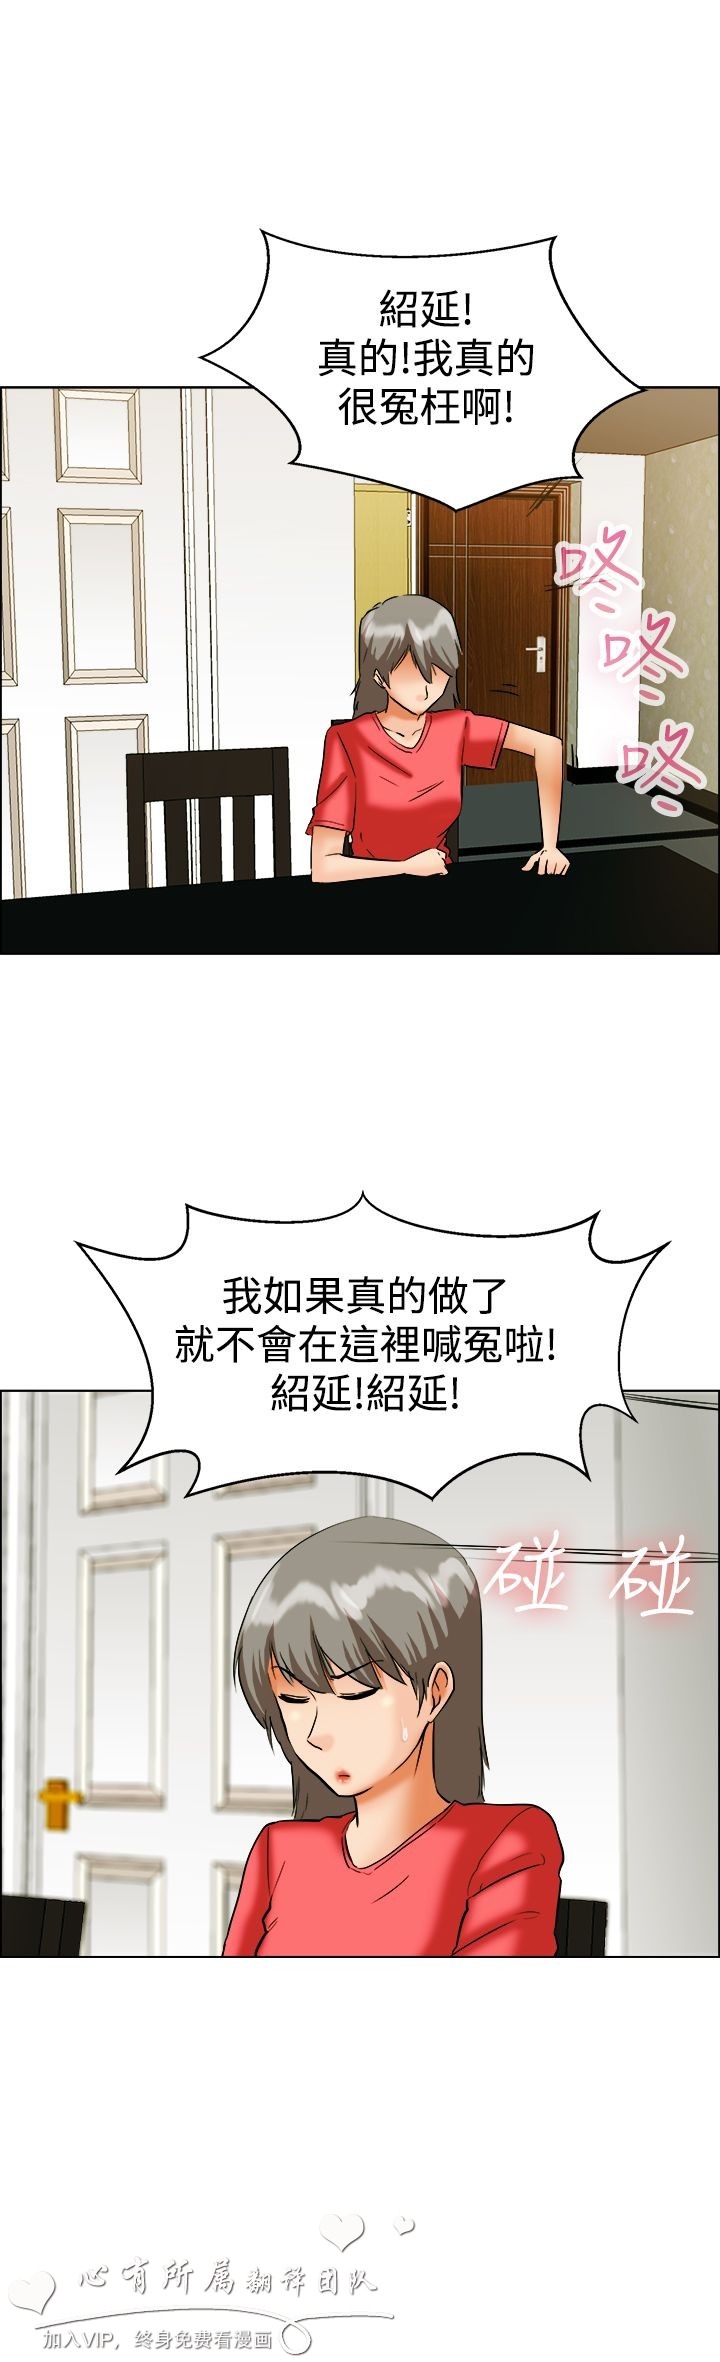 紹延!
真的!我真的
很冤枉啊!
咚
咚
咚
我如果真的做了
就不會在這裡喊冤啦!
紹延!紹延!
碰 碰
心有所属翻译团队
加入VIP，终身免费看漫画